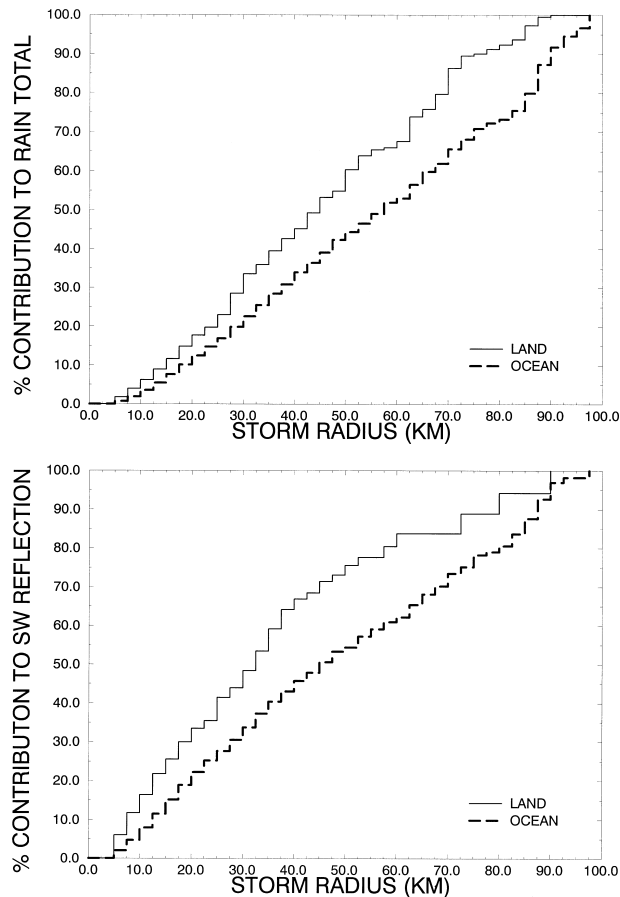 % CONTRIBUTION TO RAIN TOTAL
100.0
90.0
80.0
70.0
60.0
50.0
40.0
30.0
20.0
10.0
0.0
LAND
OCEAN
0.0 10.0 20.0 30.0 40.0 50.0 60.0 70.0 80.0 90.0 100.0
STORM RADIUS (KM)
% CONTRIBUTON TO SW REFLECTION
100.0
90.0
80.0
70.0
60.0
50.0
40.0
30.0
20.0
10.0
0.0
LAND
OCEAN
0.0 10.0 20.0 30.0 40.0 50.0 60.0 70.0 80.0 90.0 100.0
STORM RADIUS (KM)